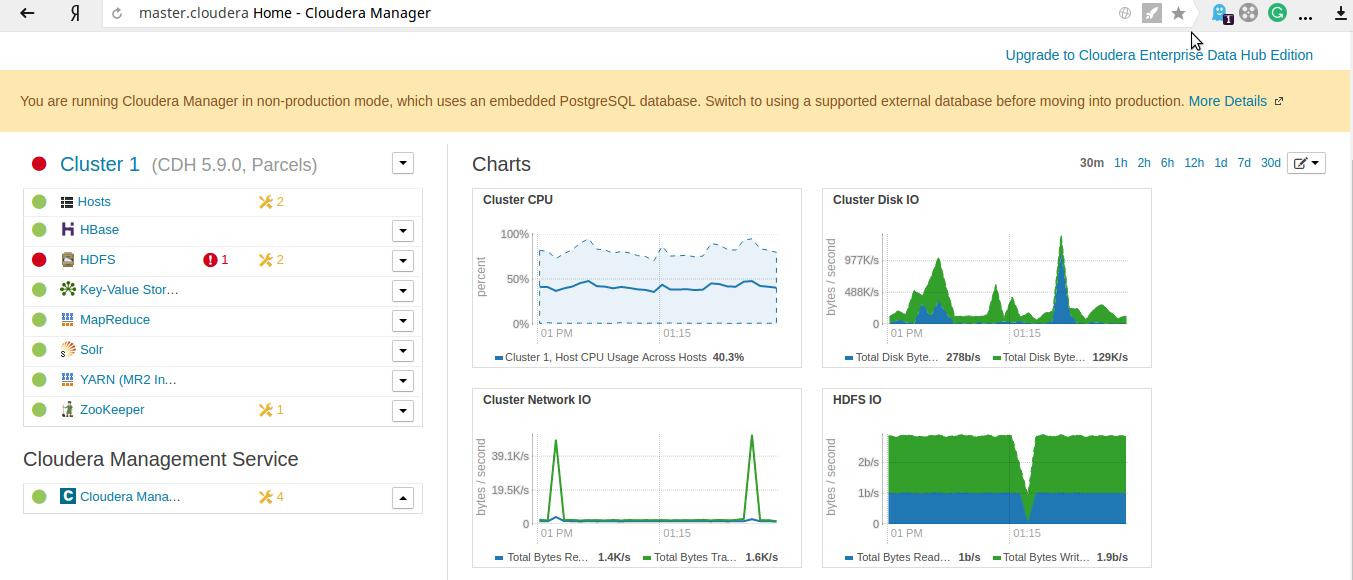 Я master.cloudera Home - Cloudera Manager 1 ...
Upgrade to Cloudera Enterprise Data Hub Edition
You are running Cloudera Manager in non-production mode, which uses an embedded PostgreSQL database. Switch to using a supported external database before moving into production. More Details
Cluster 1 (CDH 5.9.0, Parcels)
Hosts 2
HBase
HDFS 1 2
Key-Value Stor...
MapReduce
Solr
YARN (MR2 In...
ZooKeeper 1
Cloudera Management Service
C Cloudera Mana... 4
Charts 30m 1h 2h 6h 12h 1d 7d 30d
Cluster CPU
percent
100%
50%
0%
01 PM 01:15
Cluster 1, Host CPU Usage Across Hosts 40.3%
Cluster Disk IO
bytes / second
977K/s
488K/s
0
01 PM 01:15
Total Disk Byte... 278b/s Total Disk Byte... 129K/s
Cluster Network IO
bytes / second
39.1K/s
19.5K/s
0
01 PM 01:15
Total Bytes Re... 1.4K/s Total Bytes Tra... 1.6K/s
HDFS IO
bytes / second
2b/s
1b/s
0
01 PM 01:15
Total Bytes Read... 1b/s Total Bytes Writ... 1.9b/s